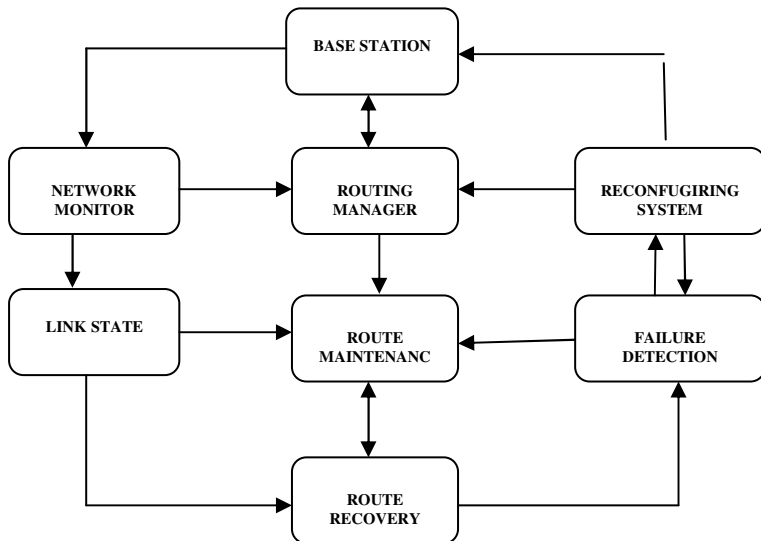 BASE STATION
NETWORK
MONITOR
ROUTING
MANAGER
RECONFUGIRING
SYSTEM
LINK STATE
ROUTE
MAINTENANC
FAILURE
DETECTION
ROUTE
RECOVERY